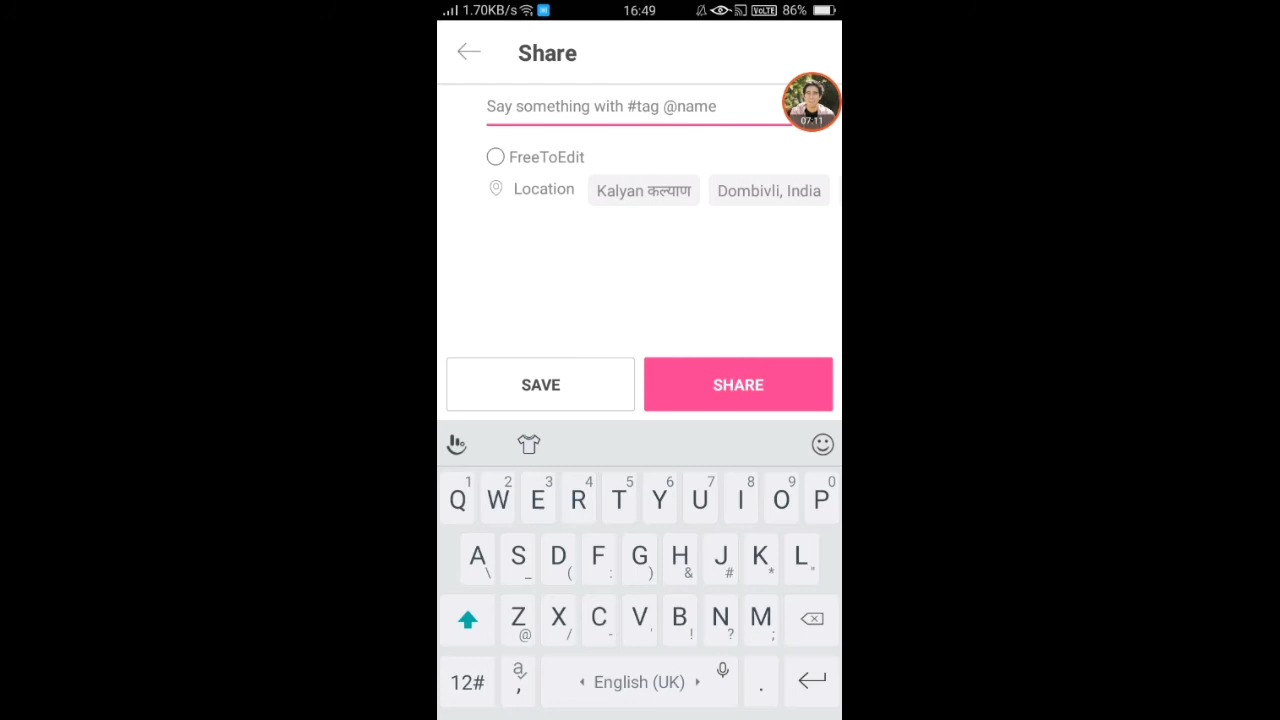 1.70KB/s 16:49 VoLTE 86%
Share
Say something with #tag @name
07:11
FreeToEdit
Location Kalyan कल्याण Dombivli, India
SAVE SHARE
1 2 3 4 5 6 7 8 9 0
Q W E R T Y U I O P
A S D F G H J K L
\ _ ( : ) & # * "
Z X C V B N M
@ / - ' ! ? ;
12# a , English (UK) .